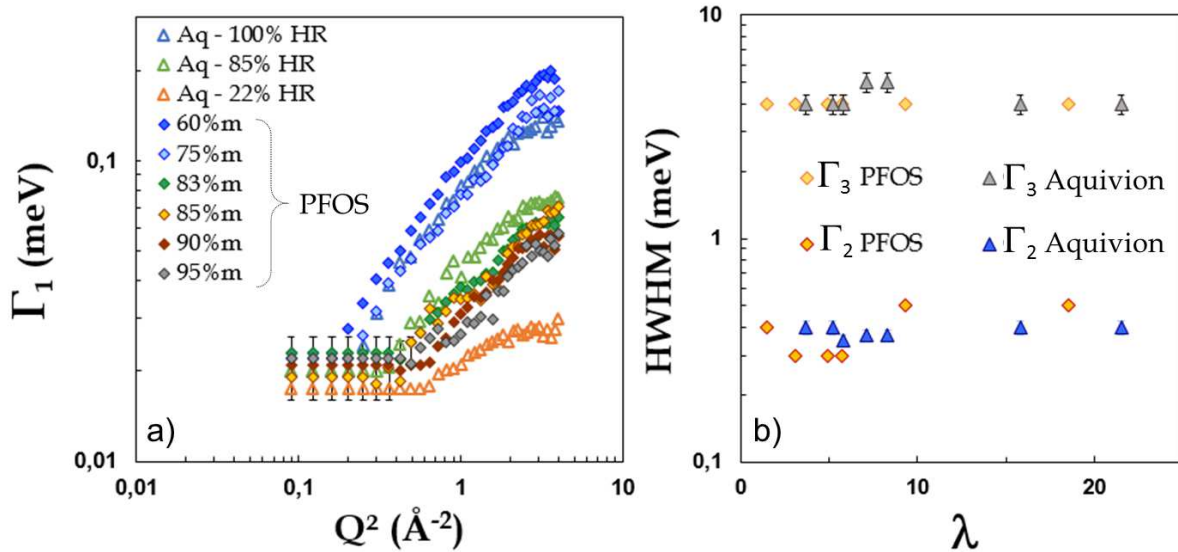 Aq - 100% HR
Aq - 85% HR
Aq - 22% HR
60%m
75%m
83%m
85%m
90%m
95%m
PFOS
Γ₁ (meV)
0,1
0,01
0,01
0,1
1
10
Q² (Å⁻²)
a)
HWHM (meV)
10
1
0,1
0
10
20
λ
Γ₃ PFOS
Γ₃ Aquivion
Γ₂ PFOS
Γ₂ Aquivion
b)